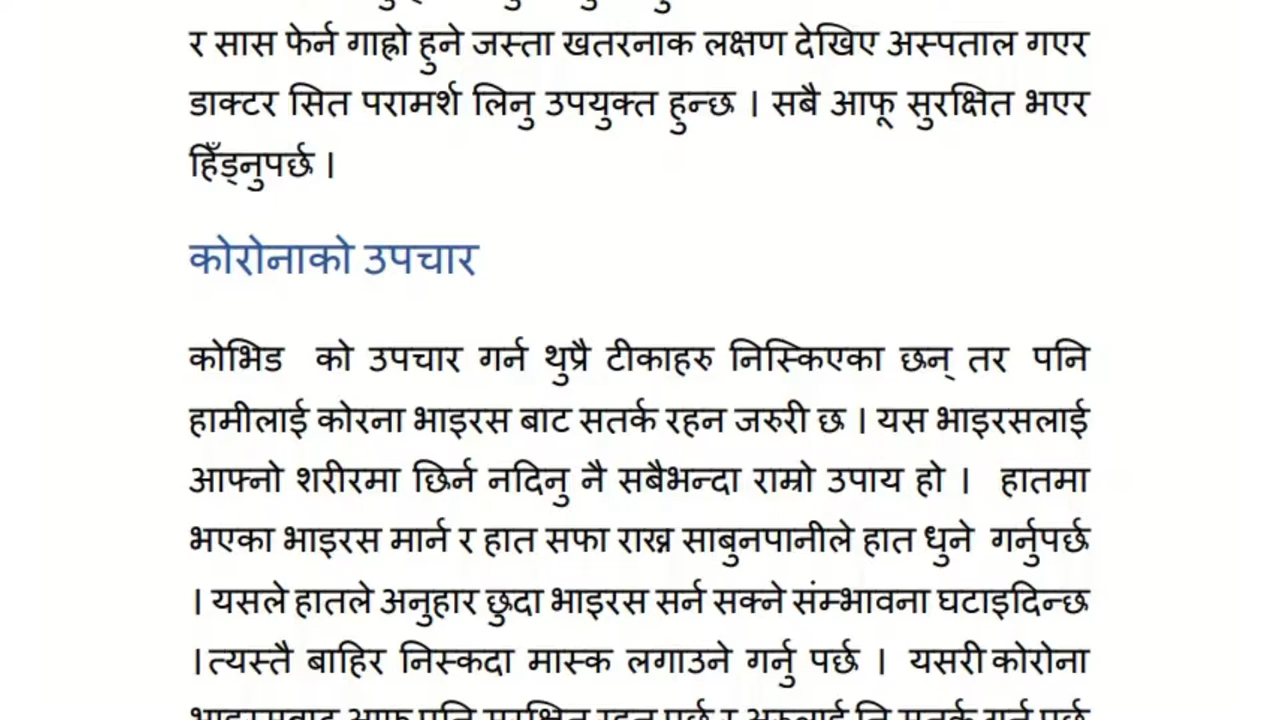 र सास फेर्न गाह्रो हुने जस्ता खतरनाक लक्षण देखिए अस्पताल गएर
डाक्टर सित परामर्श लिनु उपयुक्त हुन्छ । सबै आफू सुरक्षित भएर
हिँड्नुपर्छ ।
कोरोनाको उपचार
कोभिड को उपचार गर्न थुप्रै टीकाहरु निस्किएका छन् तर पनि
हामीलाई कोरना भाइरस बाट सतर्क रहन जरुरी छ । यस भाइरसलाई
आफ्नो शरीरमा छिर्न नदिनु नै सबैभन्दा राम्रो उपाय हो । हातमा
भएका भाइरस मार्न र हात सफा राख्न साबुनपानीले हात धुने गर्नुपर्छ
। यसले हातले अनुहार छुदा भाइरस सर्न सक्ने संम्भावना घटाइदिन्छ
।त्यस्तै बाहिर निस्कदा मास्क लगाउने गर्नु पर्छ । यसरी कोरोना